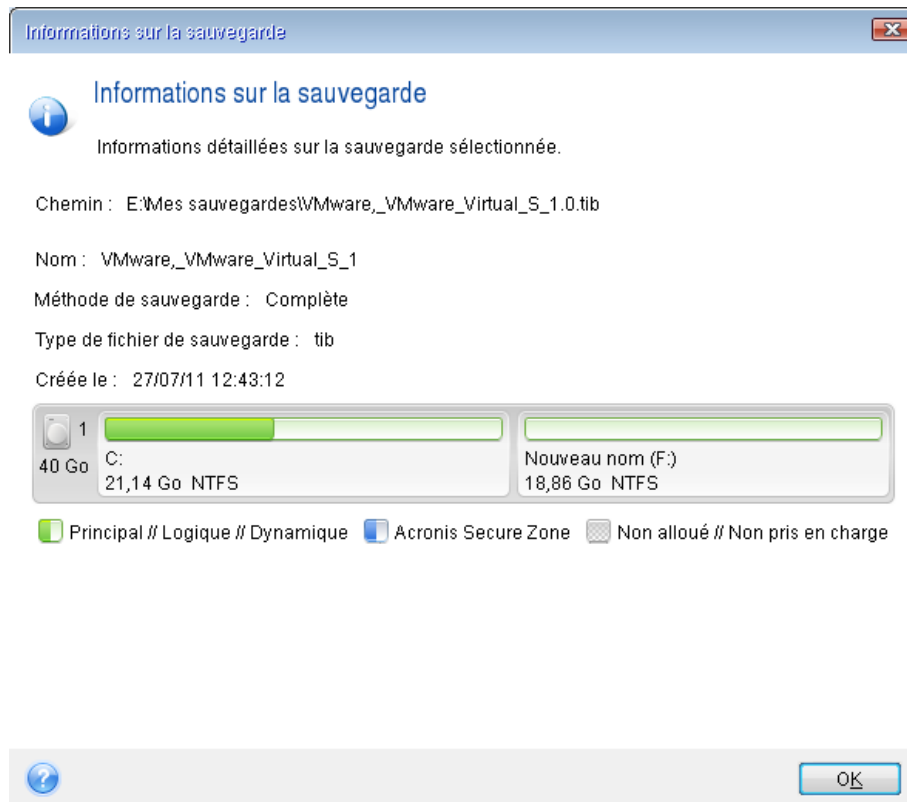 Informations sur la sauvegarde
Informations sur la sauvegarde
Informations détaillées sur la sauvegarde sélectionnée.
Chemin : E:\Mes sauvegardes\VMware,_VMware_Virtual_S_1.0.tib
Nom : VMware,_VMware_Virtual_S_1
Méthode de sauvegarde : Complète
Type de fichier de sauvegarde : tib
Créée le : 27/07/11 12:43:12
1
40 Go
C:
21,14 Go NTFS
Nouveau nom (F:)
18,86 Go NTFS
Principal // Logique // Dynamique Acronis Secure Zone Non alloué // Non pris en charge
OK